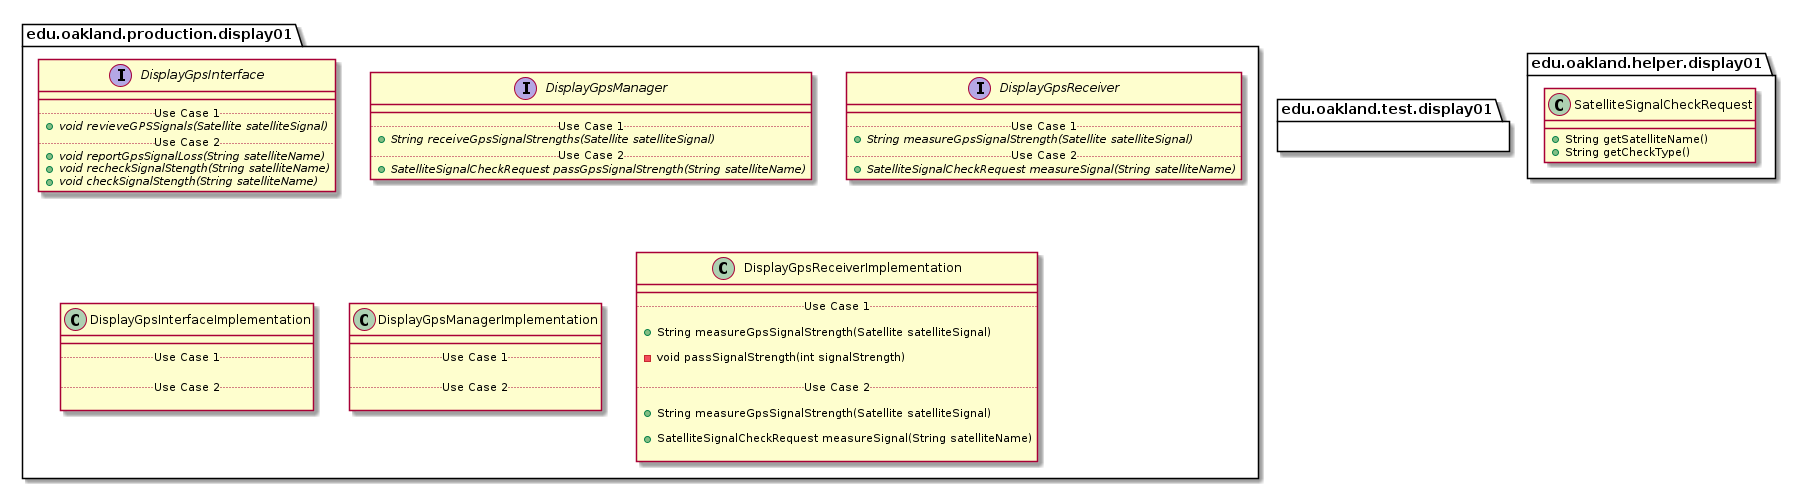 edu.oakland.production.display01
I DisplayGpsInterface
Use Case 1
void revieveGPSSignals(Satellite satelliteSignal)
Use Case 2
void reportGpsSignalLoss(String satelliteName)
void recheckSignalStength(String satelliteName)
void checkSignalStength(String satelliteName)
I DisplayGpsManager
Use Case 1
String receiveGpsSignalStrengths(Satellite satelliteSignal)
Use Case 2
SatelliteSignalCheckRequest passGpsSignalStrength(String satelliteName)
I DisplayGpsReceiver
Use Case 1
String measureGpsSignalStrength(Satellite satelliteSignal)
Use Case 2
SatelliteSignalCheckRequest measureSignal(String satelliteName)
C DisplayGpsInterfaceImplementation
Use Case 1
Use Case 2
C DisplayGpsManagerImplementation
Use Case 1
Use Case 2
C DisplayGpsReceiverImplementation
Use Case 1
String measureGpsSignalStrength(Satellite satelliteSignal)
void passSignalStrength(int signalStrength)
Use Case 2
String measureGpsSignalStrength(Satellite satelliteSignal)
SatelliteSignalCheckRequest measureSignal(String satelliteName)
edu.oakland.test.display01
edu.oakland.helper.display01
C SatelliteSignalCheckRequest
String getSatelliteName()
String getCheckType()